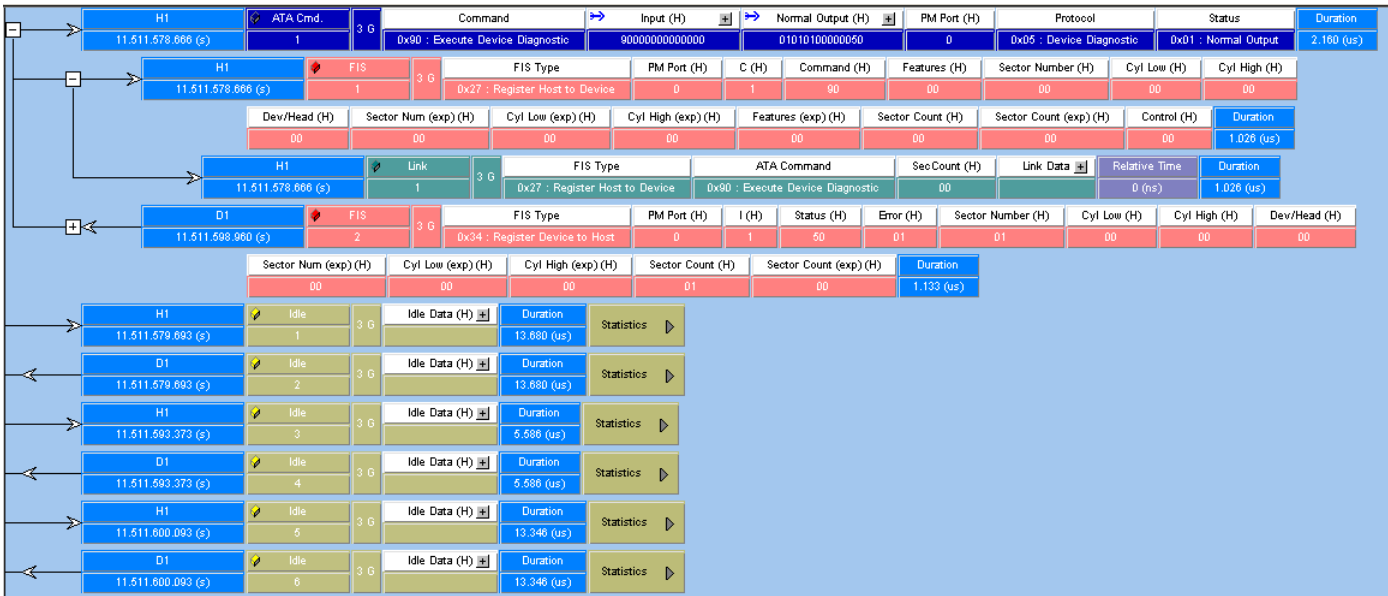 H1 ATA Cmd. 3 G Command Input (H) Normal Output (H) PM Port (H) Protocol Status Duration
11.511.578.666 (s) 1 0x90 : Execute Device Diagnostic 90000000000000 01010100000050 0 0x05 : Device Diagnostic 0x01 : Normal Output 2.160 (us)
H1 FIS 3 G FIS Type PM Port (H) C (H) Command (H) Features (H) Sector Number (H) Cyl Low (H) Cyl High (H)
11.511.578.666 (s) 1 0x27 : Register Host to Device 0 1 90 00 00 00 00
Dev/Head (H) Sector Num (exp) (H) Cyl Low (exp) (H) Cyl High (exp) (H) Features (exp) (H) Sector Count (H) Sector Count (exp) (H) Control (H) Duration
00 00 00 00 00 00 00 00 1.026 (us)
H1 Link 3 G FIS Type ATA Command SecCount (H) Link Data Relative Time Duration
11.511.578.666 (s) 1 0x27 : Register Host to Device 0x90 : Execute Device Diagnostic 00 0 (ns) 1.026 (us)
D1 FIS 3 G FIS Type PM Port (H) I (H) Status (H) Error (H) Sector Number (H) Cyl Low (H) Cyl High (H) Dev/Head (H)
11.511.598.960 (s) 2 0x34 : Register Device to Host 0 1 50 01 01 00 00 00
Sector Num (exp) (H) Cyl Low (exp) (H) Cyl High (exp) (H) Sector Count (H) Sector Count (exp) (H) Duration
00 00 00 01 00 1.133 (us)
H1 Idle 3 G Idle Data (H) Duration Statistics
11.511.579.693 (s) 1 13.680 (us)
D1 Idle 3 G Idle Data (H) Duration Statistics
11.511.579.693 (s) 2 13.680 (us)
H1 Idle 3 G Idle Data (H) Duration Statistics
11.511.593.373 (s) 3 5.586 (us)
D1 Idle 3 G Idle Data (H) Duration Statistics
11.511.593.373 (s) 4 5.586 (us)
H1 Idle 3 G Idle Data (H) Duration Statistics
11.511.600.093 (s) 5 13.346 (us)
D1 Idle 3 G Idle Data (H) Duration Statistics
11.511.600.093 (s) 6 13.346 (us)